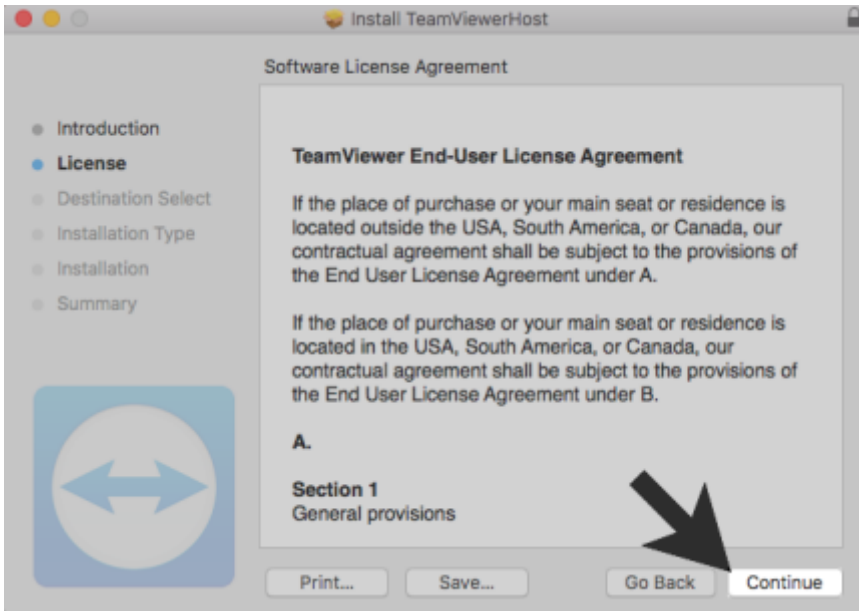 Install TeamViewerHost
Software License Agreement
Introduction
License
Destination Select
Installation Type
Installation
Summary
TeamViewer End-User License Agreement
If the place of purchase or your main seat or residence is
located outside the USA, South America, or Canada, our
contractual agreement shall be subject to the provisions of
the End User License Agreement under A.
If the place of purchase or your main seat or residence is
located in the USA, South America, or Canada, our
contractual agreement shall be subject to the provisions of
the End User License Agreement under B.
A.
Section 1
General provisions
Print... Save... Go Back Continue